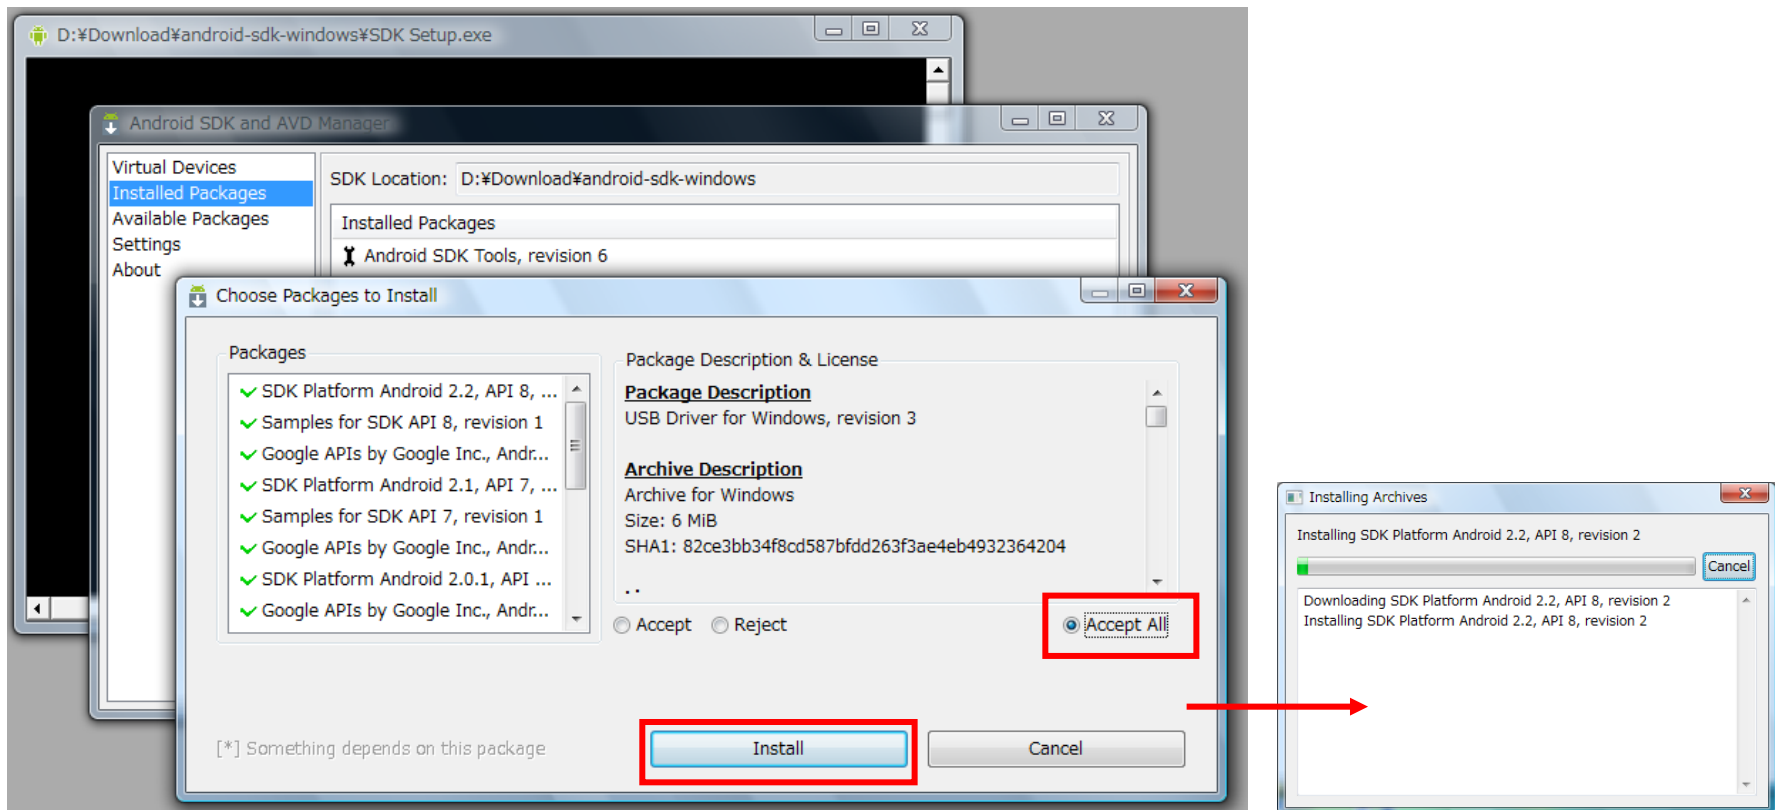 D:¥Download¥android-sdk-windows¥SDK Setup.exe
Android SDK and AVD Manager
Virtual Devices
Installed Packages
Available Packages
Settings
About
SDK Location: D:¥Download¥android-sdk-windows
Installed Packages
Android SDK Tools, revision 6
Choose Packages to Install
Packages
SDK Platform Android 2.2, API 8, ...
Samples for SDK API 8, revision 1
Google APIs by Google Inc., Andr...
SDK Platform Android 2.1, API 7, ...
Samples for SDK API 7, revision 1
Google APIs by Google Inc., Andr...
SDK Platform Android 2.0.1, API ...
Google APIs by Google Inc., Andr...
Package Description & License
Package Description
USB Driver for Windows, revision 3
Archive Description
Archive for Windows
Size: 6 MiB
SHA1: 82ce3bb34f8cd587bfdd263f3ae4eb4932364204
Accept Reject Accept All
[*] Something depends on this package
Install Cancel
Installing Archives
Installing SDK Platform Android 2.2, API 8, revision 2
Cancel
Downloading SDK Platform Android 2.2, API 8, revision 2
Installing SDK Platform Android 2.2, API 8, revision 2